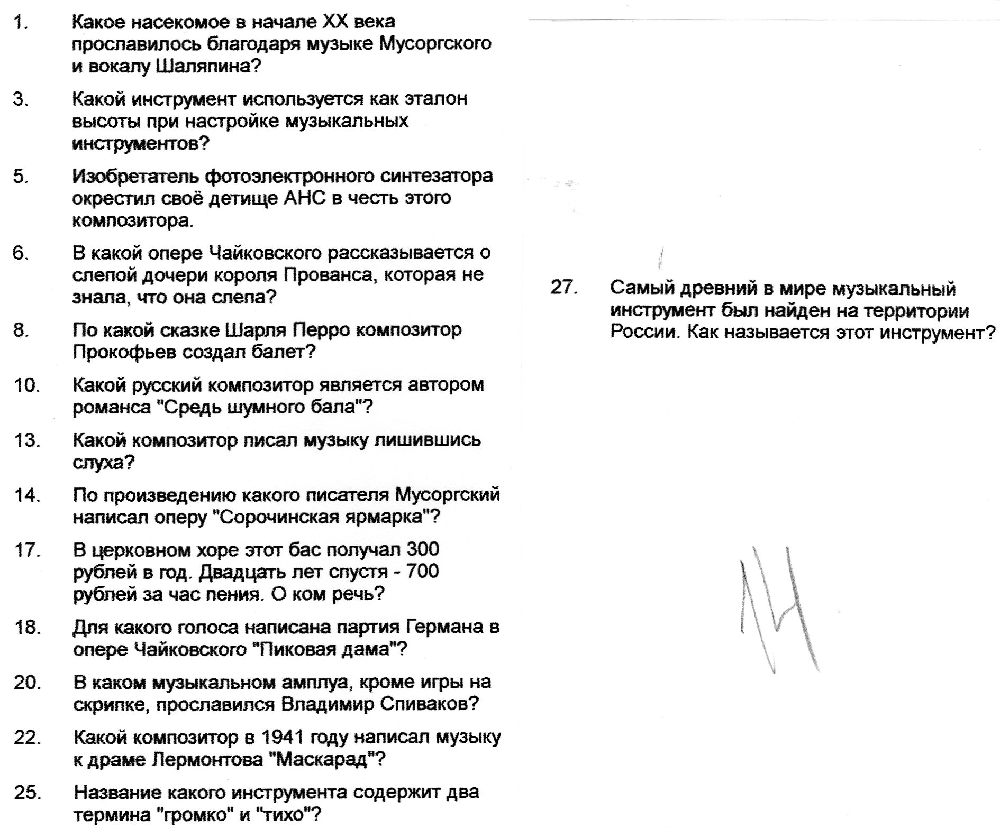 1. Какое насекомое в начале XX века
прославилось благодаря музыке Мусоргского
и вокалу Шаляпина?
3. Какой инструмент используется как эталон
высоты при настройке музыкальных
инструментов?
5. Изобретатель фотоэлектронного синтезатора
окрестил своё детище АНС в честь этого
композитора.
6. В какой опере Чайковского рассказывается о
слепой дочери короля Прованса, которая не
знала, что она слепа?
8. По какой сказке Шарля Перро композитор
Прокофьев создал балет?
10. Какой русский композитор является автором
романса "Средь шумного бала"?
13. Какой композитор писал музыку лишившись
слуха?
14. По произведению какого писателя Мусоргский
написал оперу "Сорочинская ярмарка"?
17. В церковном хоре этот бас получал 300
рублей в год. Двадцать лет спустя - 700
рублей за час пения. О ком речь?
18. Для какого голоса написана партия Германа в
опере Чайковского "Пиковая дама"?
20. В каком музыкальном амплуа, кроме игры на
скрипке, прославился Владимир Спиваков?
22. Какой композитор в 1941 году написал музыку
к драме Лермонтова "Маскарад"?
25. Название какого инструмента содержит два
термина "громко" и "тихо"?
27. Самый древний в мире музыкальный
инструмент был найден на территории
России. Как называется этот инструмент?